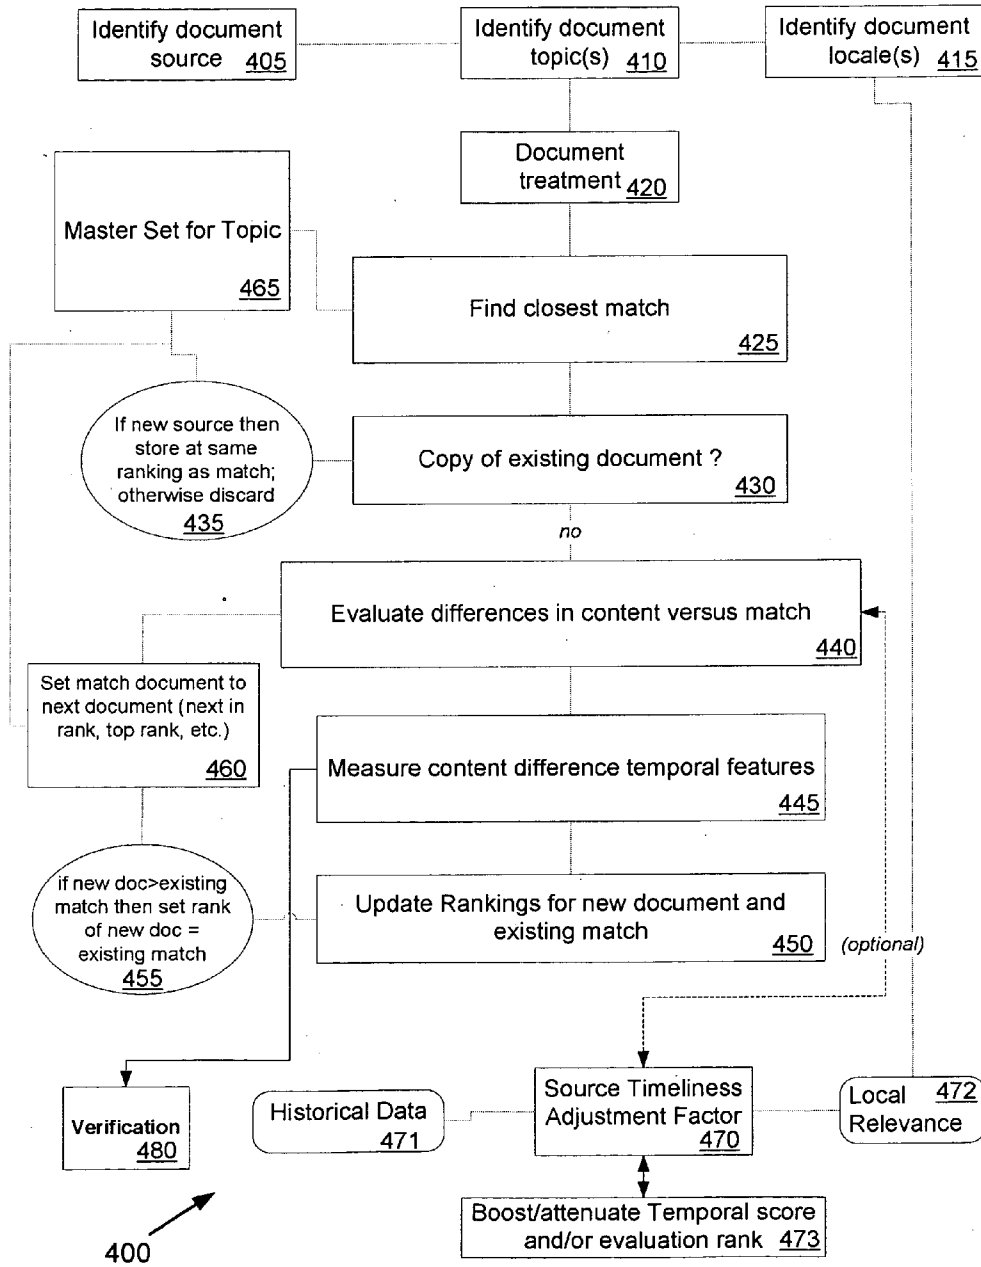 Identify document
source 405
Identify document
topic(s) 410
Identify document
locale(s) 415
Document
treatment 420
Master Set for Topic
465
Find closest match
425
If new source then
store at same
ranking as match;
otherwise discard
435
Copy of existing document ?
430
no
Evaluate differences in content versus match
440
Set match document to
next document (next in
rank, top rank, etc.)
460
Measure content difference temporal features
445
if new doc>existing
match then set rank
of new doc =
existing match
455
Update Rankings for new document and
existing match
450
(optional)
Verification
480
Historical Data
471
Source Timeliness
Adjustment Factor
470
Local 472
Relevance
Boost/attenuate Temporal score
and/or evaluation rank 473
400